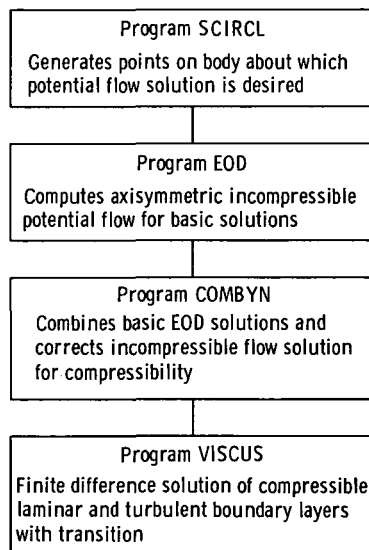 Program SCIRCL
Generates points on body about which
potential flow solution is desired
Program EOD
Computes axisymmetric incompressible
potential flow for basic solutions
Program COMBYN
Combines basic EOD solutions and
corrects incompressible flow solution
for compressibility
Program VISCUS
Finite difference solution of compressible
laminar and turbulent boundary layers
with transition